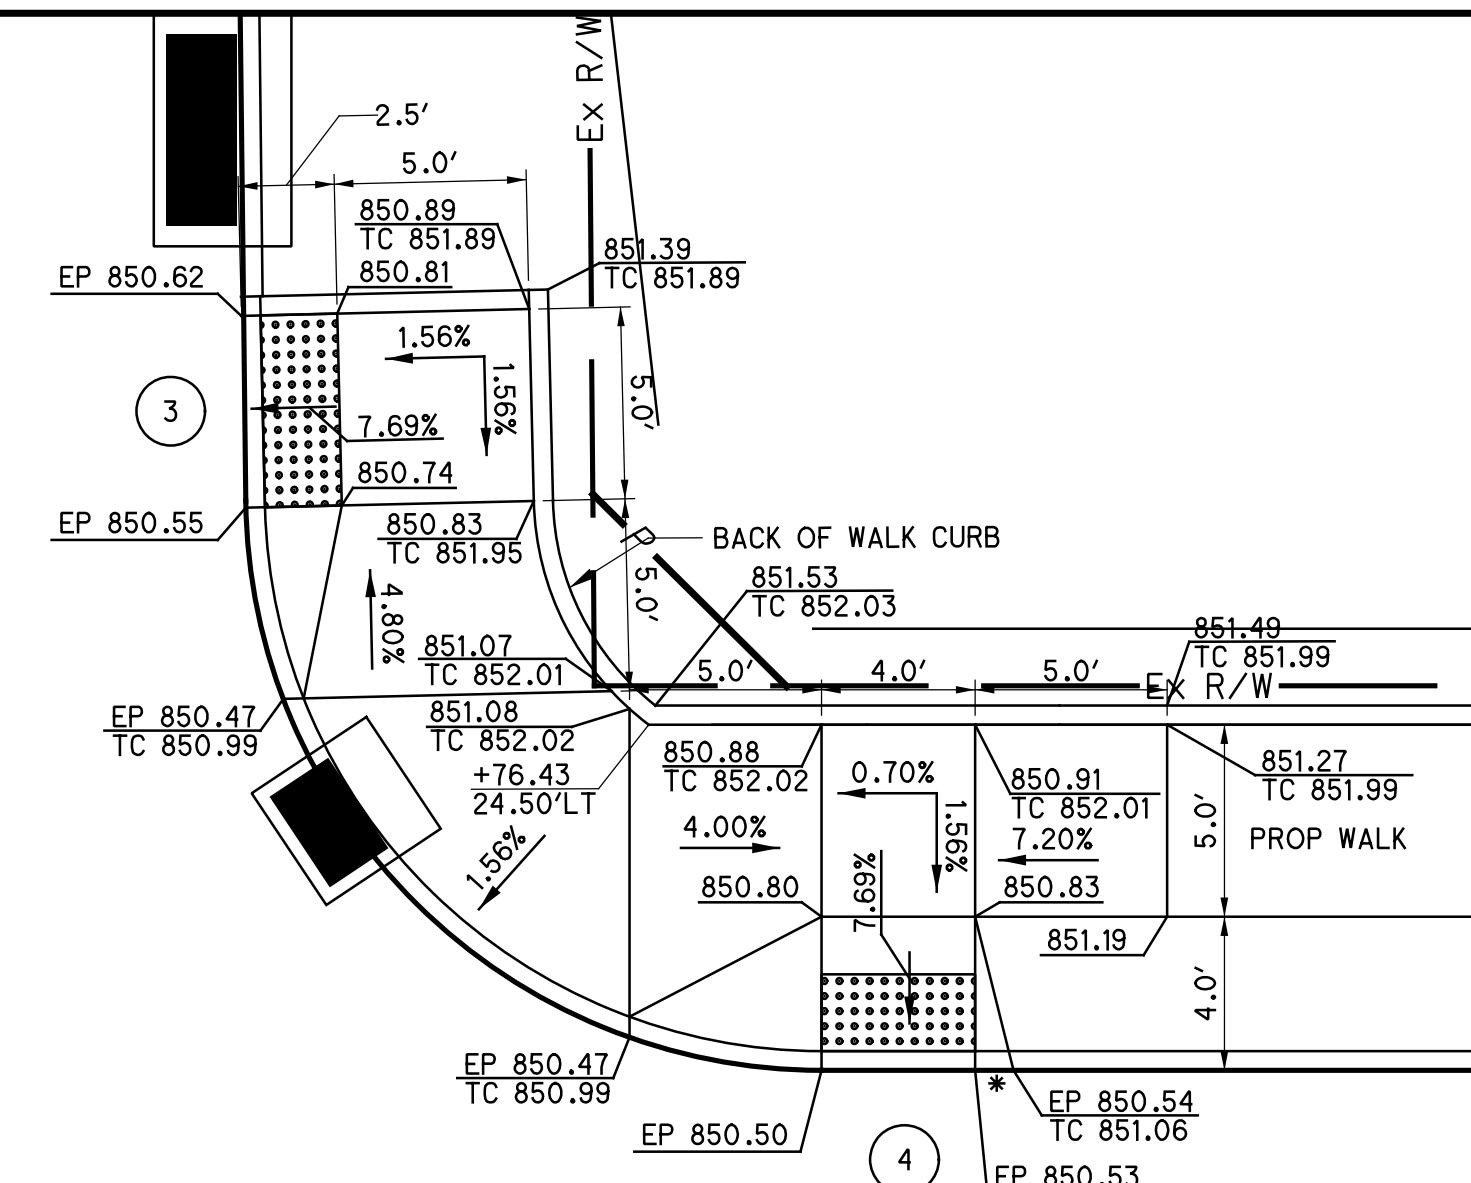 Ex R/W
2.5'
5.0'
850.89
TC 851.89
851.39
TC 851.89
EP 850.62
850.81
1.56%
1.56%
5.0'
3
7.69%
850.74
EP 850.55
850.83
TC 851.95
P
BACK OF WALK CURB
4.80%
5.0'
851.53
TC 852.03
851.07
TC 852.01
851.49
TC 851.99
5.0'
4.0'
5.0'
Ex R/W
EP 850.47
TC 850.99
851.08
TC 852.02
+76.43
24.50'LT
850.88
TC 852.02
0.70%
850.91
TC 852.01
851.27
TC 851.99
1.56%
4.00%
1.56%
7.20%
5.0'
PROP WALK
7.69%
850.80
850.83
851.19
4.0'
EP 850.47
TC 850.99
*
EP 850.54
TC 851.06
EP 850.50
4
EP 850.53